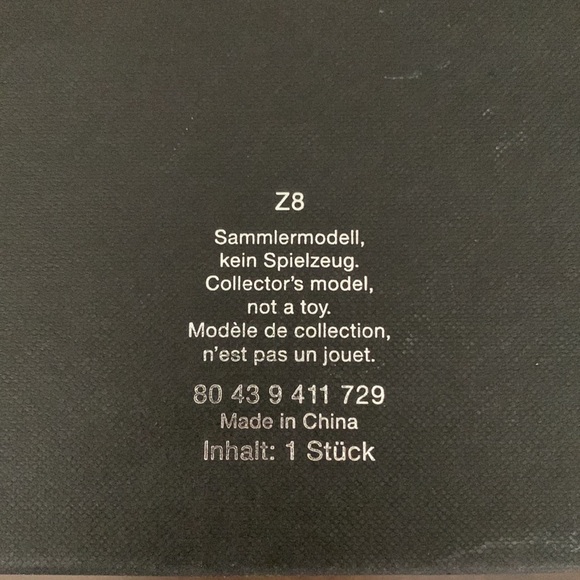 Z8
Sammlermodell,
kein Spielzeug.
Collector's model,
not a toy.
Modèle de collection,
n'est pas un jouet.
80 43 9 411 729
Made in China
Inhalt: 1 Stück